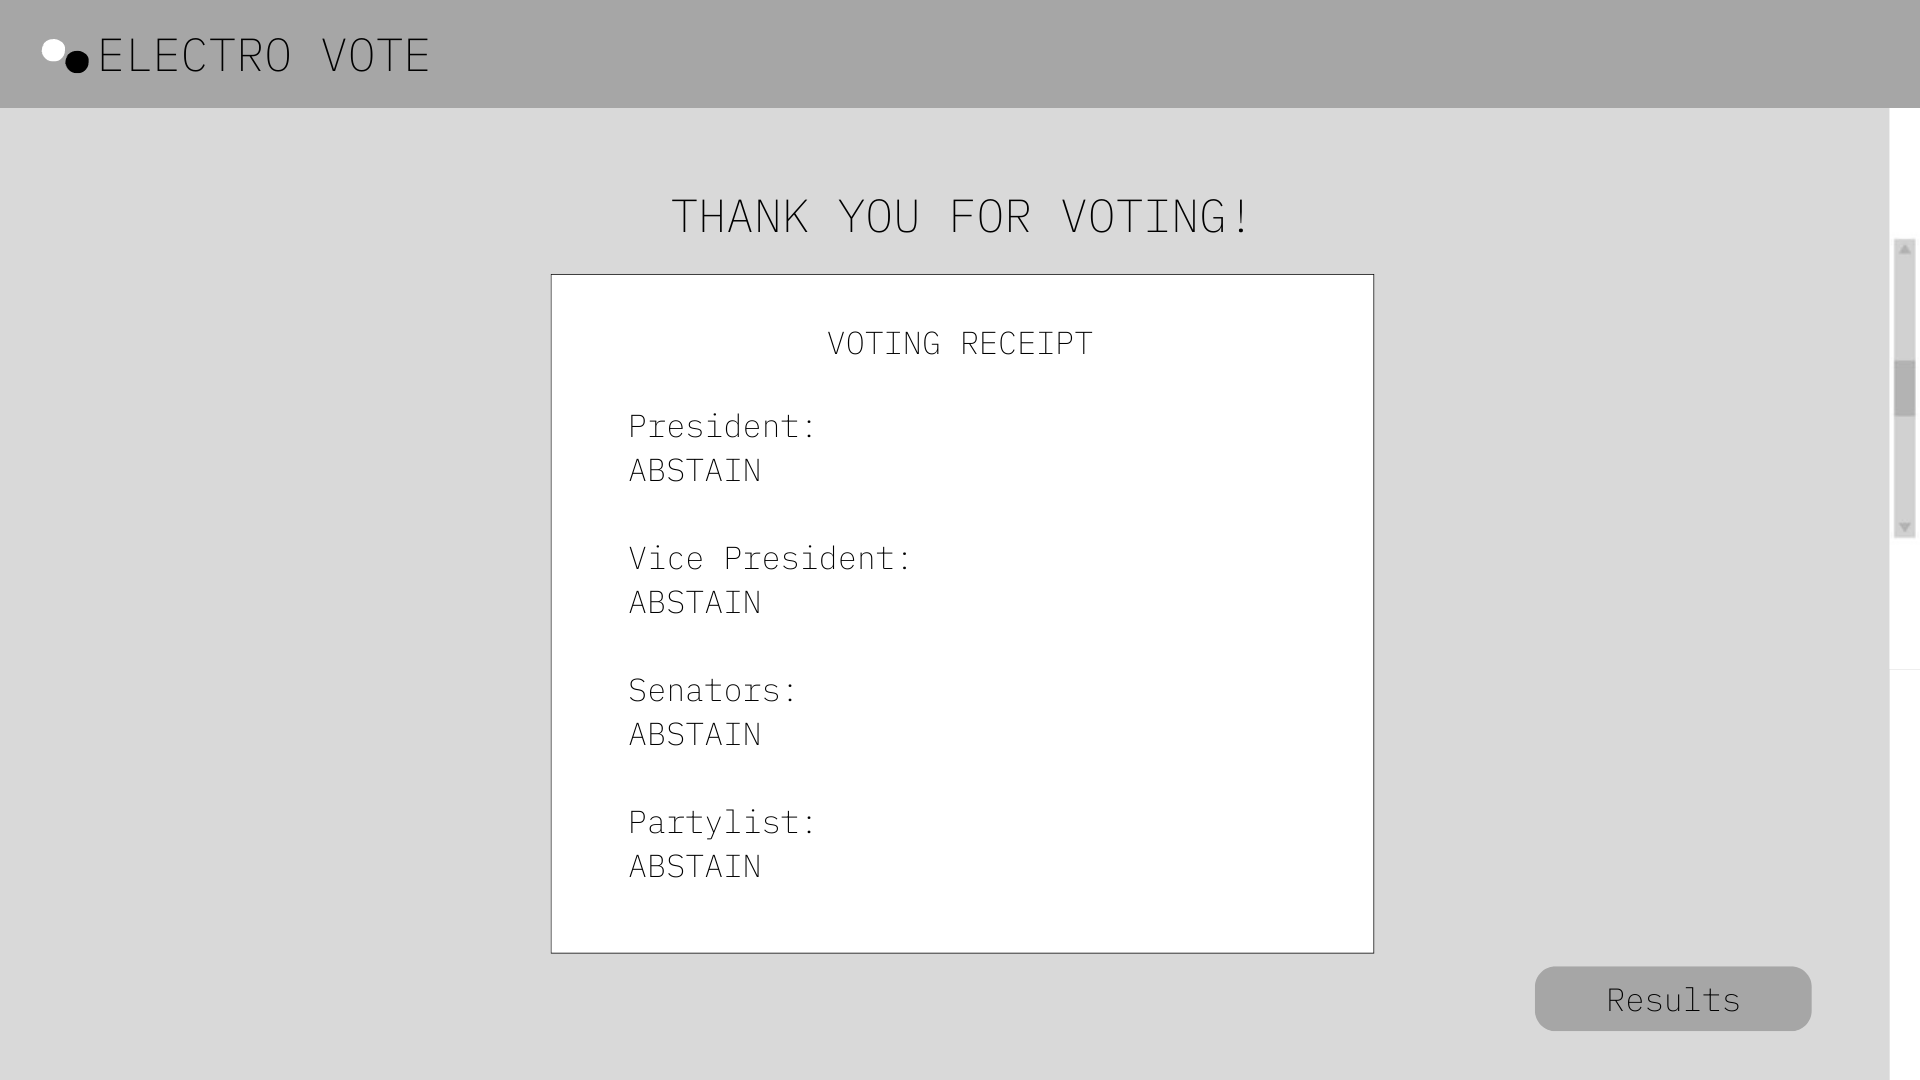 ELECTRO VOTE
THANK YOU FOR VOTING!
VOTING RECEIPT
President:
ABSTAIN
Vice President:
ABSTAIN
Senators:
ABSTAIN
Partylist:
ABSTAIN
Results